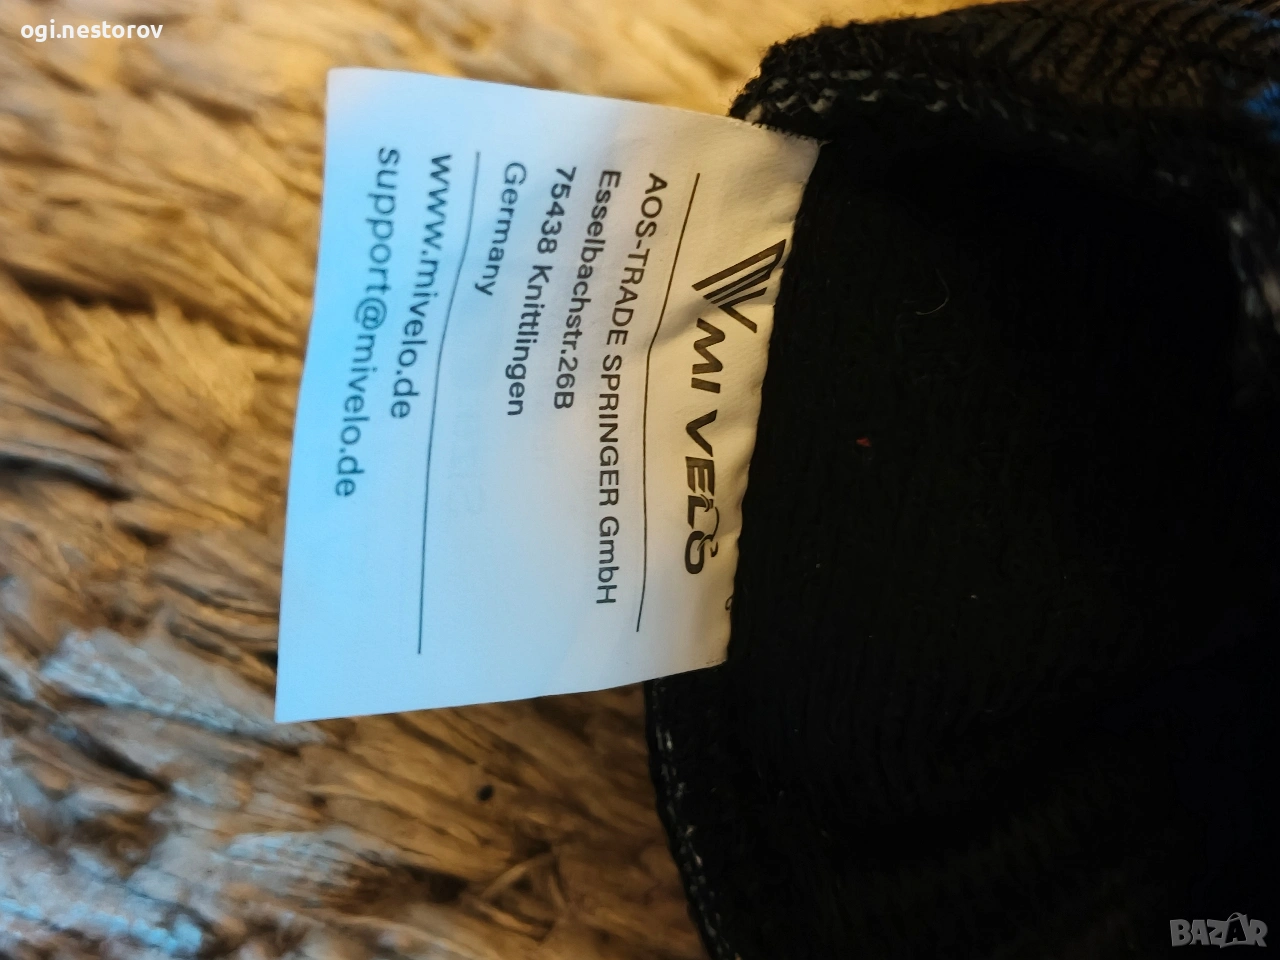 ogi.nestorov
MI VELO
AOS-TRADE SPRINGER GmbH
Esselbachstr.26B
75438 Knittlingen
Germany
www.mivelo.de
support@mivelo.de
BAZAR